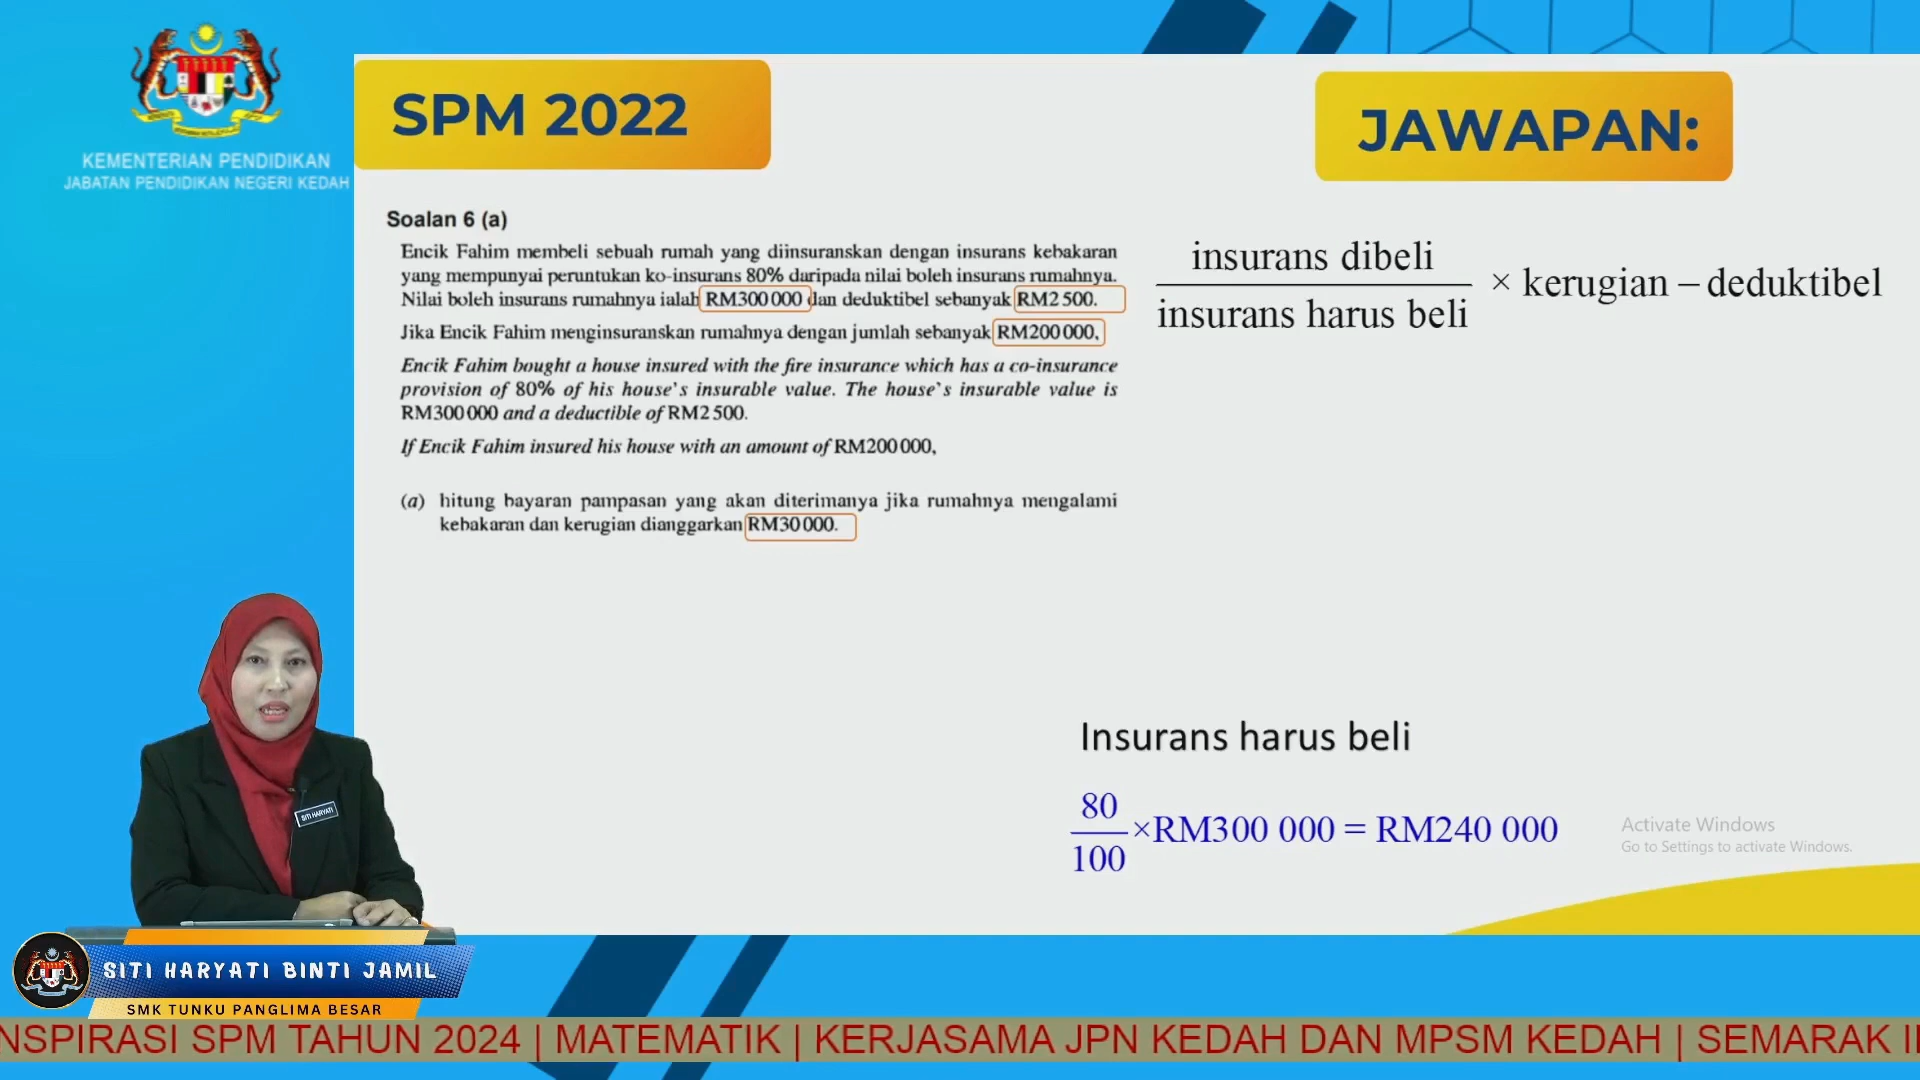 KEMENTERIAN PENDIDIKAN
JABATAN PENDIDIKAN NEGERI KEDAH
SPM 2022
JAWAPAN:
Soalan 6 (a)
Encik Fahim membeli sebuah rumah yang diinsuranskan dengan insurans kebakaran
yang mempunyai peruntukan ko-insurans 80% daripada nilai boleh insurans rumahnya.
Nilai boleh insurans rumahnya ialah RM300 000 dan deduktibel sebanyak RM2 500.
Jika Encik Fahim menginsuranskan rumahnya dengan jumlah sebanyak RM200 000,
Encik Fahim bought a house insured with the fire insurance which has a co-insurance
provision of 80% of his house's insurable value. The house's insurable value is
RM300 000 and a deductible of RM2 500.
If Encik Fahim insured his house with an amount of RM200 000,
(a) hitung bayaran pampasan yang akan diterimanya jika rumahnya mengalami
kebakaran dan kerugian dianggarkan RM30 000.
insurans dibeli
insurans harus beli
× kerugian – deduktibel
Insurans harus beli
80
100
×RM300 000 = RM240 000
Activate Windows
Go to Settings to activate Windows.
SITI HARYATI
SITI HARYATI BINTI JAMIL
SMK TUNKU PANGLIMA BESAR
NSPIRASI SPM TAHUN 2024 | MATEMATIK | KERJASAMA JPN KEDAH DAN MPSM KEDAH | SEMARAK I